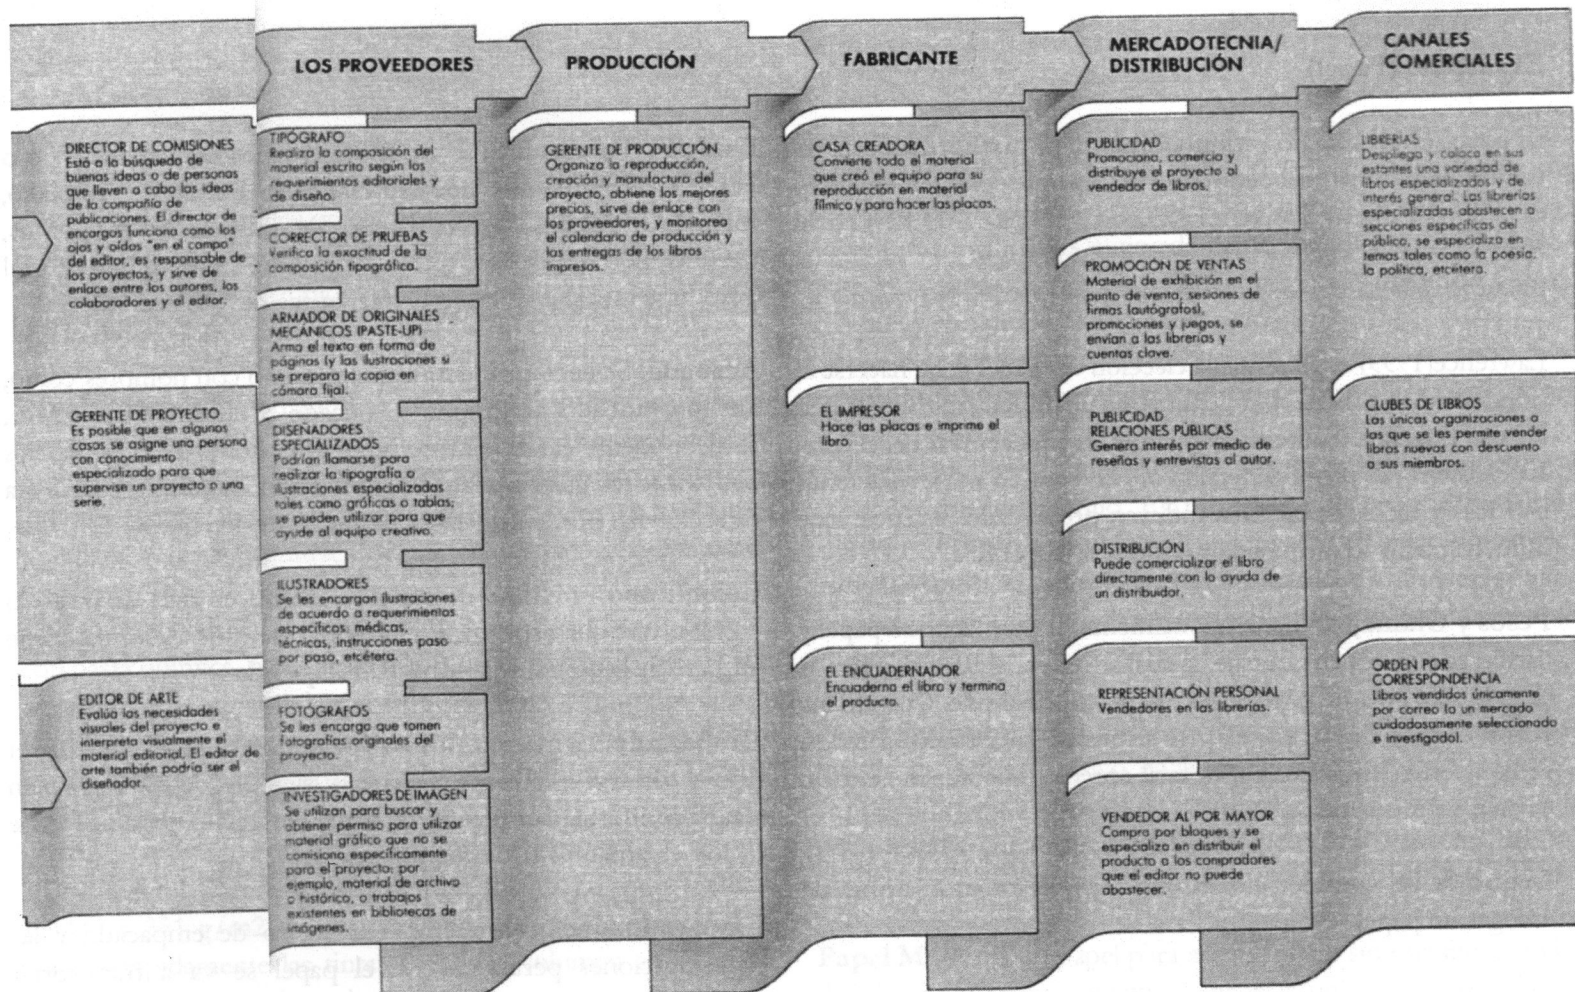 LOS PROVEEDORES
PRODUCCIÓN
FABRICANTE
MERCADOTECNIA/
DISTRIBUCIÓN
CANALES
COMERCIALES
DIRECTOR DE COMISIONES
Está a la búsqueda de
buenas ideas o de personas
que lleven a cabo las ideas
de la compañía de
publicaciones. El director de
encargos funciona como los
ojos y oídos "en el campo"
del editor, es responsable de
los proyectos, y sirve de
enlace entre los autores, los
colaboradores y el editor.
GERENTE DE PROYECTO
Es posible que en algunos
casos se asigne una persona
con conocimiento
especializado para que
supervise un proyecto o una
serie.
EDITOR DE ARTE
Evalúa las necesidades
visuales del proyecto e
interpreta visualmente el
material editorial. El editor de
arte también podría ser el
diseñador.
TIPÓGRAFO
Realiza la composición del
material escrito según los
requerimientos editoriales y
de diseño.
CORRECTOR DE PRUEBAS
Verifica la exactitud de la
composición tipográfica.
ARMADOR DE ORIGINALES
MECÁNICOS (PASTE-UP)
Arma el texto en forma de
páginas (y las ilustraciones si
se prepara la copia en
cámara fija).
DISEÑADORES
ESPECIALIZADOS
Podrían llamarse para
realizar la tipografía o
ilustraciones especializadas
tales como gráficas o tablas;
se pueden utilizar para que
ayude al equipo creativo.
ILUSTRADORES
Se les encargan ilustraciones
de acuerdo a requerimientos
específicos: médicas,
técnicas, instrucciones paso
por paso, etcétera.
FOTÓGRAFOS
Se les encarga que tomen
fotografías originales del
proyecto.
INVESTIGADORES DE IMAGEN
Se utilizan para buscar y
obtener permiso para utilizar
material gráfico que no se
comisiona específicamente
para el proyecto: por
ejemplo, material de archivo
o histórico, o trabajos
existentes en bibliotecas de
imágenes.
GERENTE DE PRODUCCIÓN
Organiza la reproducción,
creación y manufactura del
proyecto, obtiene los mejores
precios, sirve de enlace con
los proveedores, y monitorea
el calendario de producción y
las entregas de los libros
impresos.
CASA CREADORA
Convierte todo el material
que creó el equipo para su
reproducción en material
fílmico y para hacer las placas.
EL IMPRESOR
Hace las placas e imprime el
libro.
EL ENCUADERNADOR
Encuaderna el libro y termina
el producto.
PUBLICIDAD
Promociona, comercia y
distribuye el proyecto al
vendedor de libros.
PROMOCIÓN DE VENTAS
Material de exhibición en el
punto de venta, sesiones de
firmas (autógrafos),
promociones y juegos, se
envían a las librerías y
cuentas clave.
PUBLICIDAD
RELACIONES PÚBLICAS
Genera interés por medio de
reseñas y entrevistas al autor.
DISTRIBUCIÓN
Puede comercializar el libro
directamente con la ayuda de
un distribuidor.
REPRESENTACIÓN PERSONAL
Vendedores en las librerías.
VENDEDOR AL POR MAYOR
Compra por bloques y se
especializa en distribuir el
producto a los compradores
que el editor no puede
abastecer.
LIBRERIAS
Despliega y coloca en sus
estantes una variedad de
libros especializados y de
interés general. Las librerías
especializadas abastecen a
secciones específicas del
público, se especializa en
temas tales como la poesía,
la política, etcétera.
CLUBES DE LIBROS
Las únicas organizaciones a
las que se les permite vender
libros nuevos con descuento
a sus miembros.
ORDEN POR
CORRESPONDENCIA
Libros vendidos únicamente
por correo (a un mercado
cuidadosamente seleccionado
e investigado).